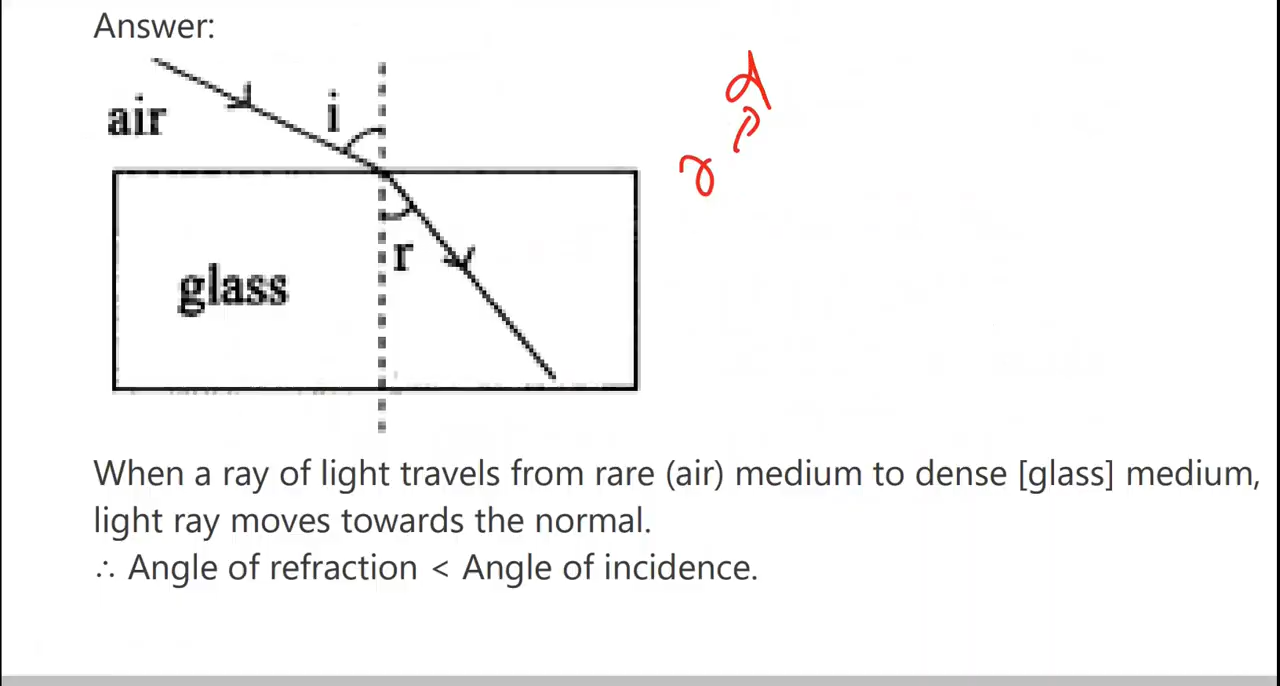 Answer:
air
i
r
glass
When a ray of light travels from rare (air) medium to dense [glass] medium,
light ray moves towards the normal.
∴ Angle of refraction < Angle of incidence.